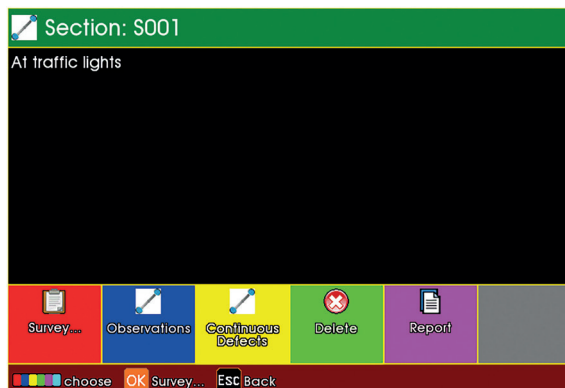 Section: S001
At traffic lights
Survey...
Observations
Continuous
Defects
Delete
Report
choose OK Survey... Esc Back